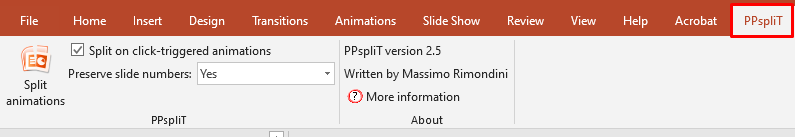 File Home Insert Design Transitions Animations Slide Show Review View Help Acrobat PPspliT
Split animations
Split on click-triggered animations
Preserve slide numbers: Yes
PPspliT
PPspliT version 2.5
Written by Massimo Rimondini
? More information
About